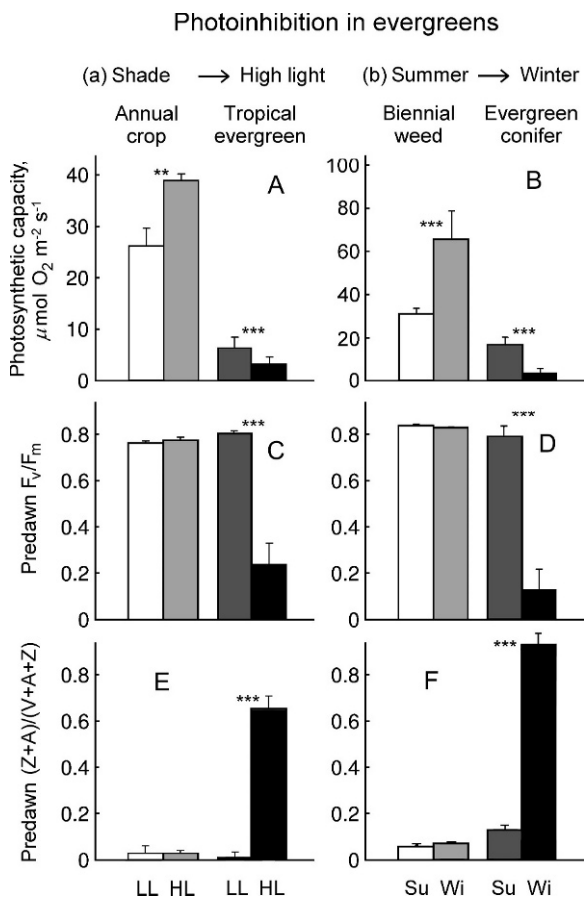 Photoinhibition in evergreens
(a) Shade → High light
(b) Summer → Winter
Annual crop
Tropical evergreen
Biennial weed
Evergreen conifer
Photosynthetic capacity,
μmol O₂ m⁻² s⁻¹
40
30
20
10
0
**
***
A
100
80
60
40
20
0
***
***
B
Predawn Fᵥ/Fₘ
0.8
0.6
0.4
0.2
0
***
C
0.8
0.6
0.4
0.2
0
***
D
Predawn (Z+A)/(V+A+Z)
0.8
0.6
0.4
0.2
0
E
***
LL HL LL HL
0.8
0.6
0.4
0.2
0
***
F
Su Wi Su Wi